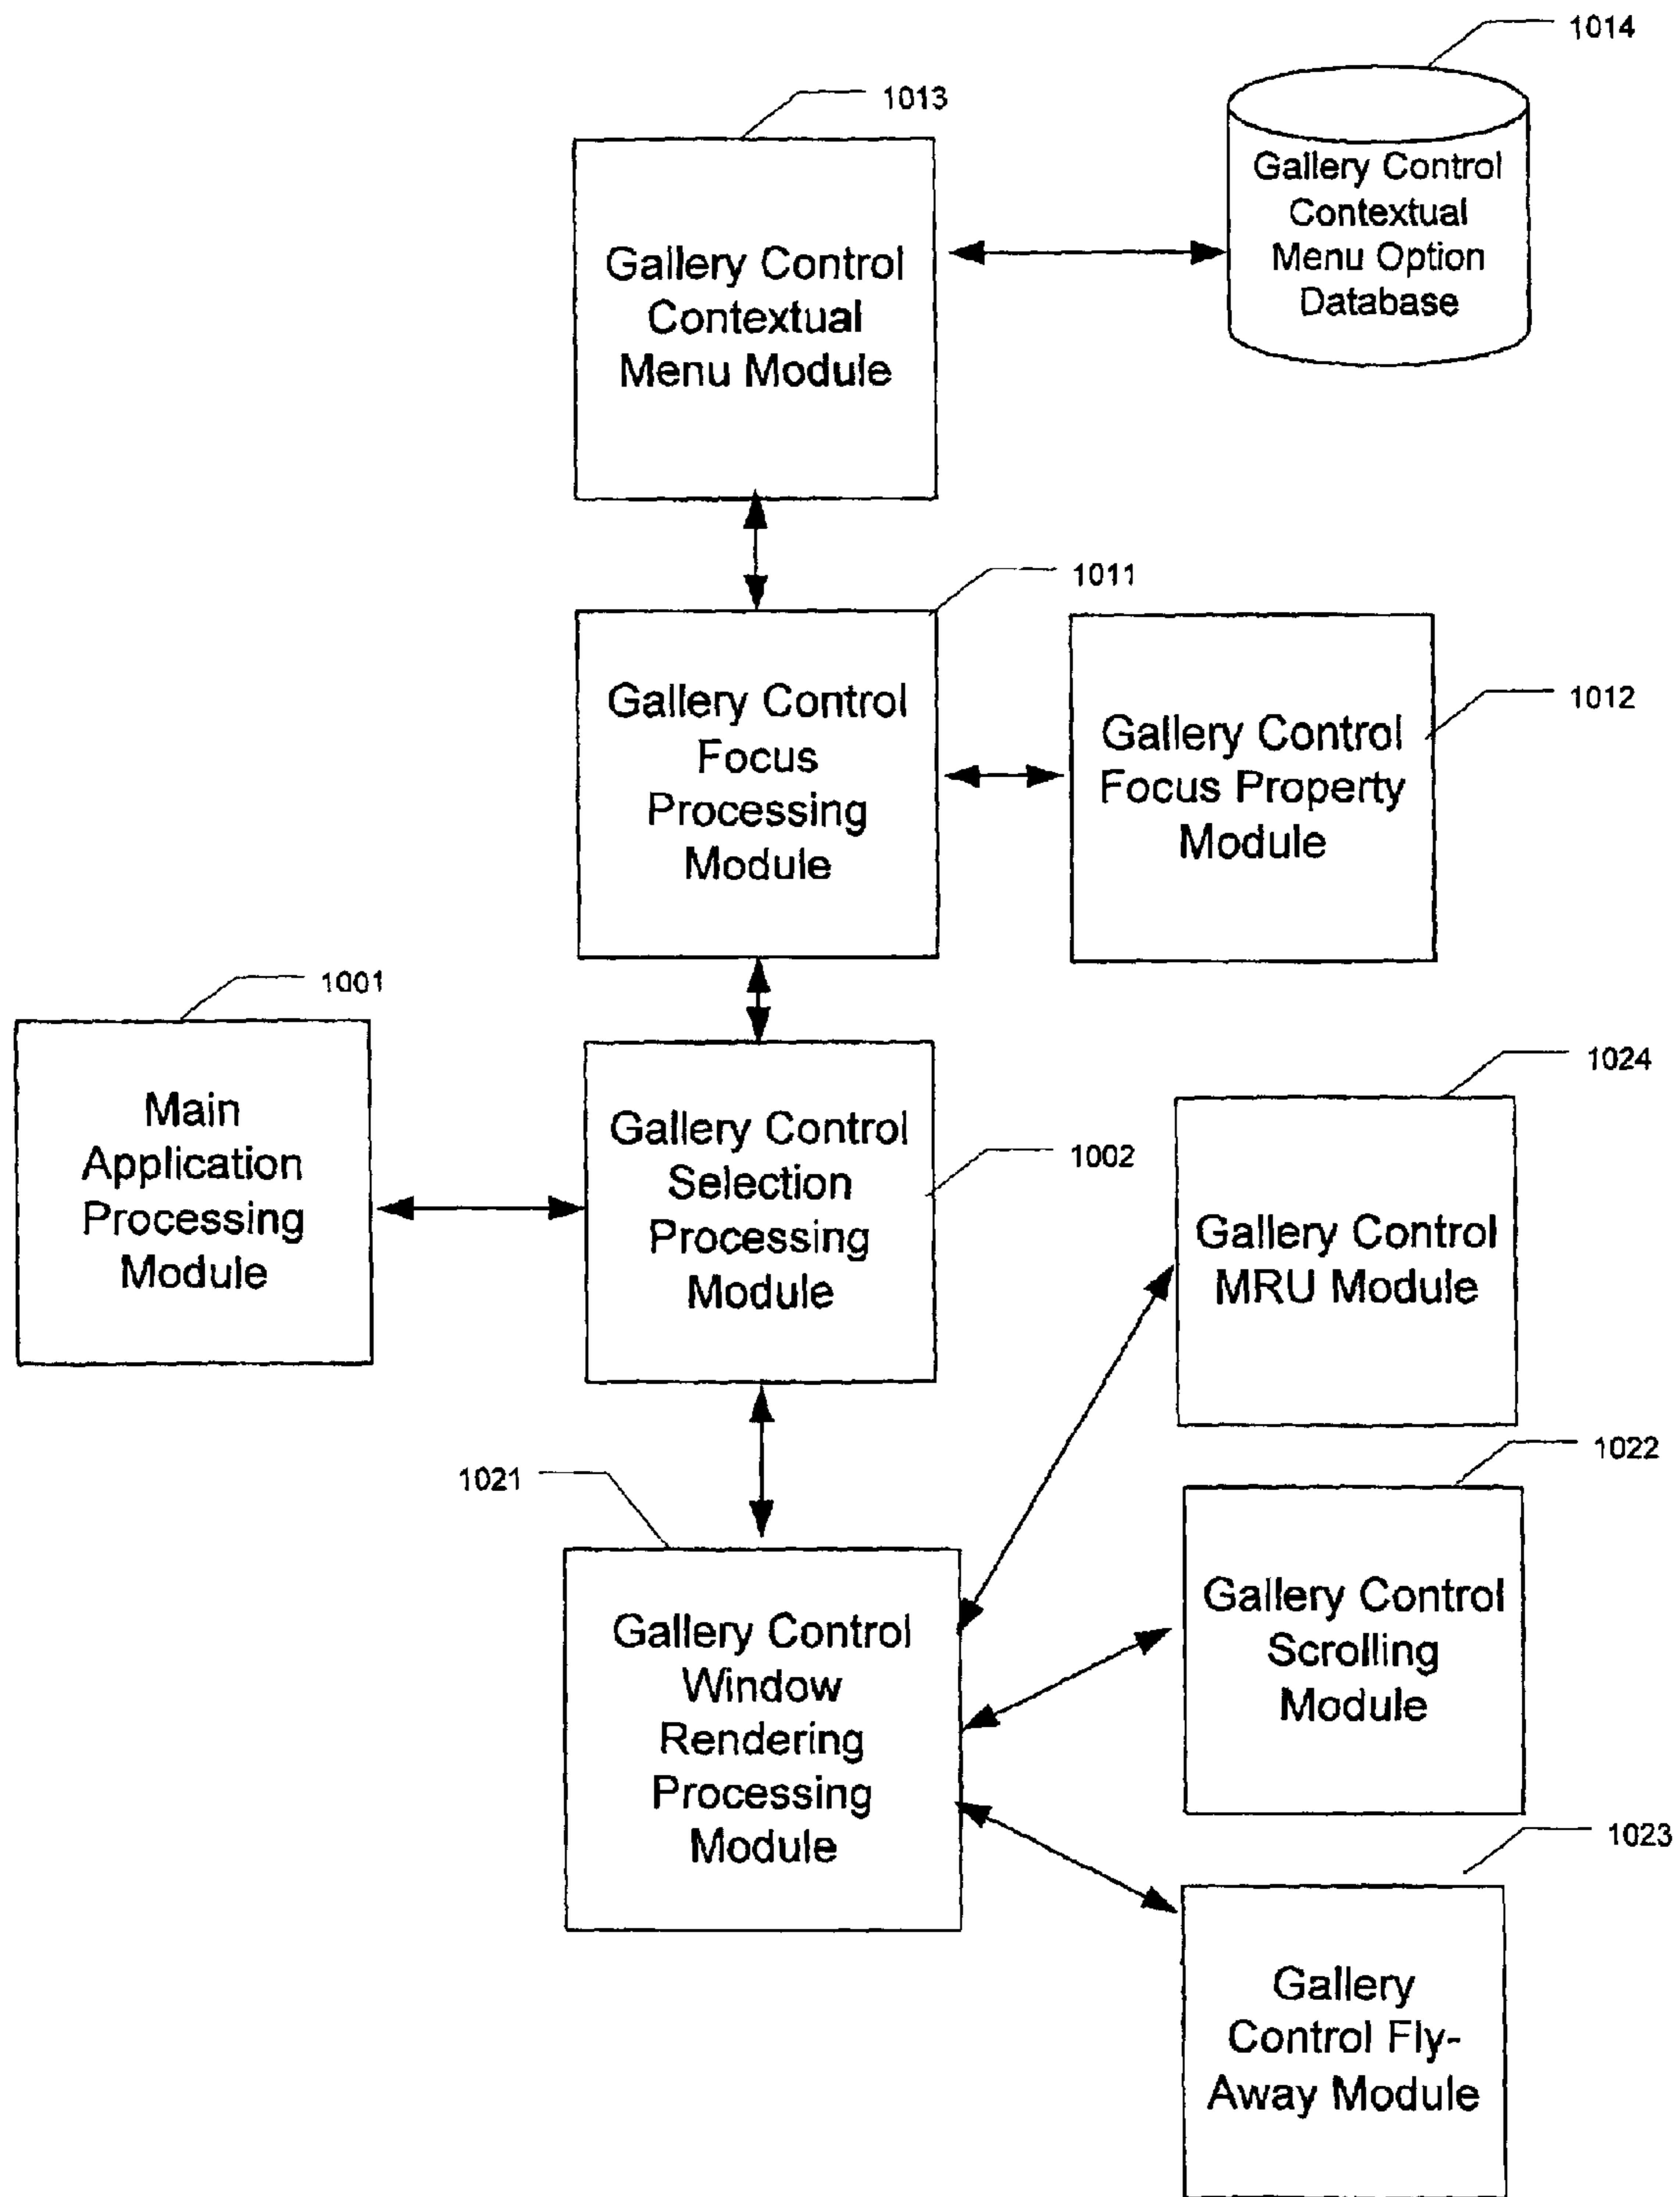 1014
1013
Gallery Control
Contextual
Menu Option
Database
Gallery Control
Contextual
Menu Module
1011
Gallery Control
Focus
Processing
Module
1012
Gallery Control
Focus Property
Module
1001
Main
Application
Processing
Module
Gallery Control
Selection
Processing
Module
1002
1024
Gallery Control
MRU Module
1021
Gallery Control
Window
Rendering
Processing
Module
1022
Gallery Control
Scrolling
Module
1023
Gallery
Control Fly-
Away Module